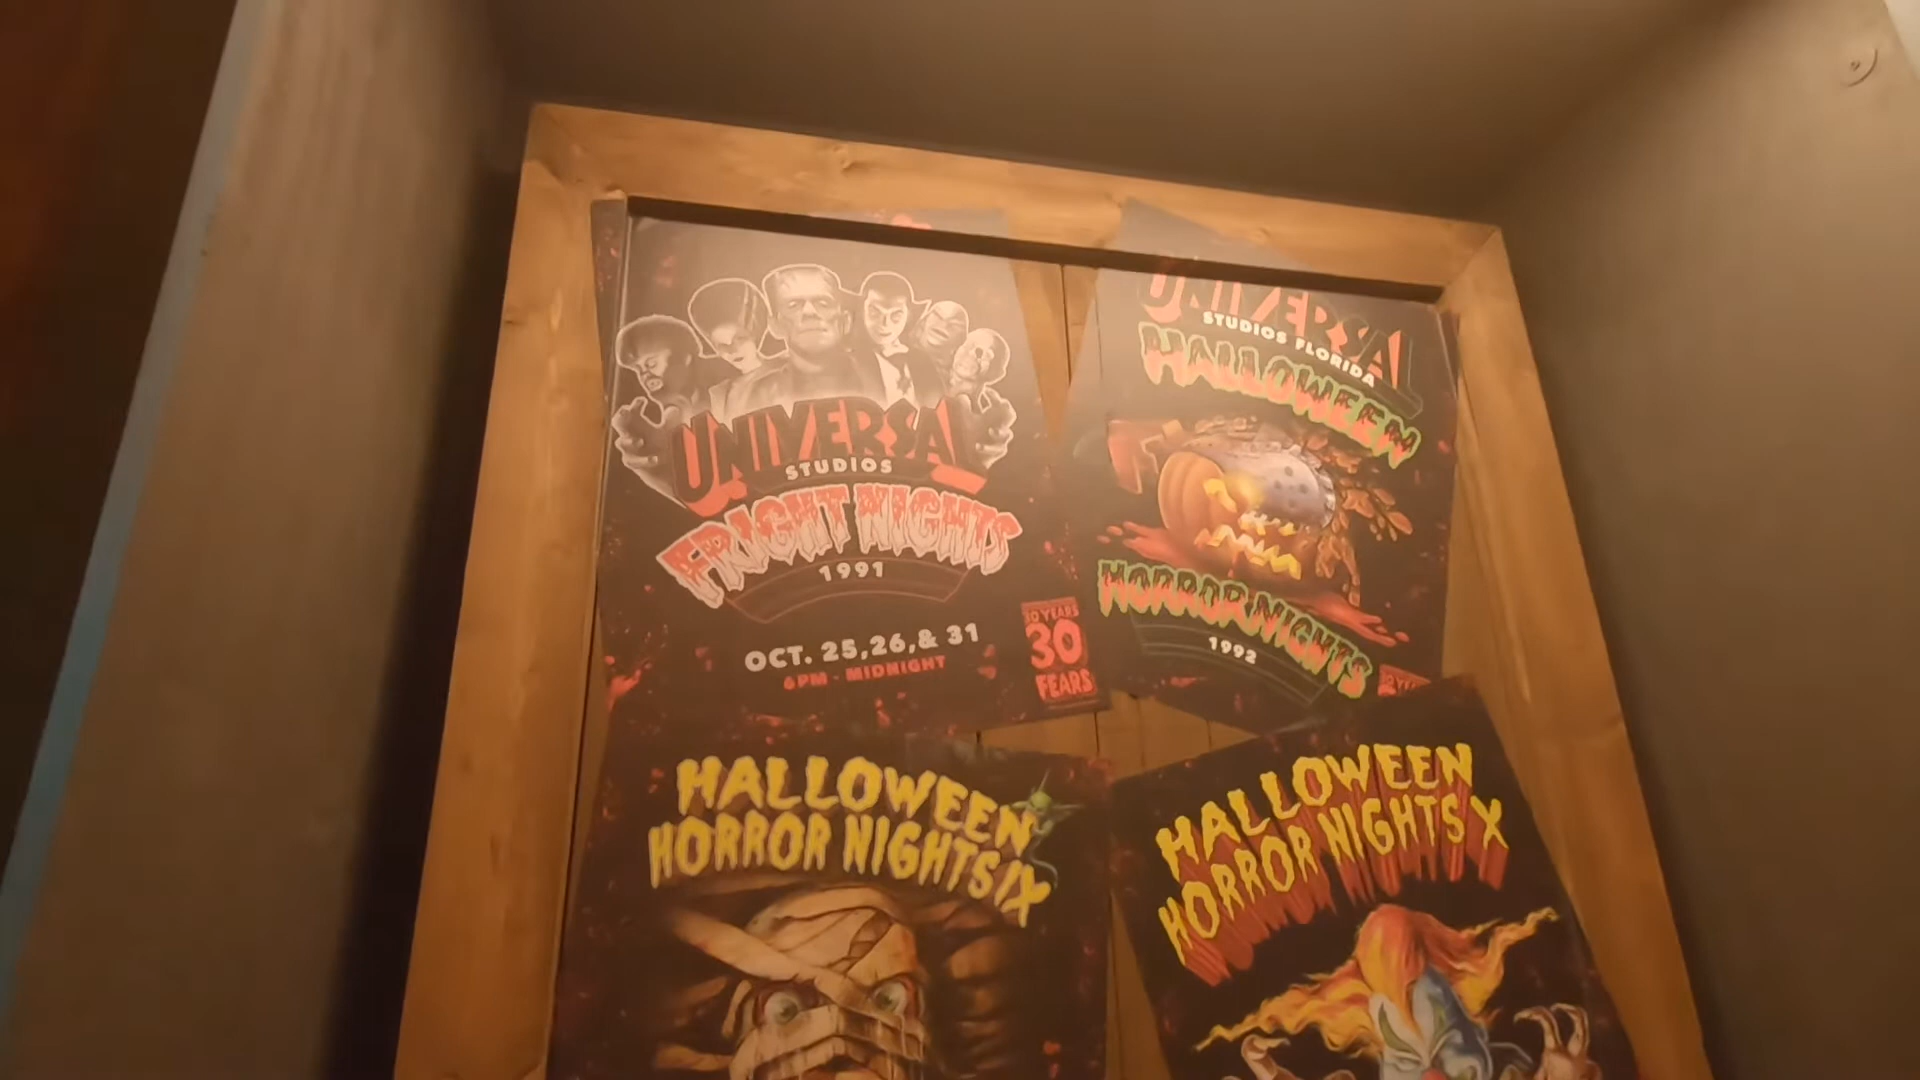 UNIVERSAL
STUDIOS
FRIGHT NIGHTS
1991
OCT. 25,26,& 31
6PM - MIDNIGHT
30 YEARS
30
FEARS
UNIVERSAL
STUDIOS FLORIDA
HALLOWEEN
HORROR NIGHTS
1992
HALLOWEEN
HORROR NIGHTS IX
HALLOWEEN
HORROR NIGHTS X